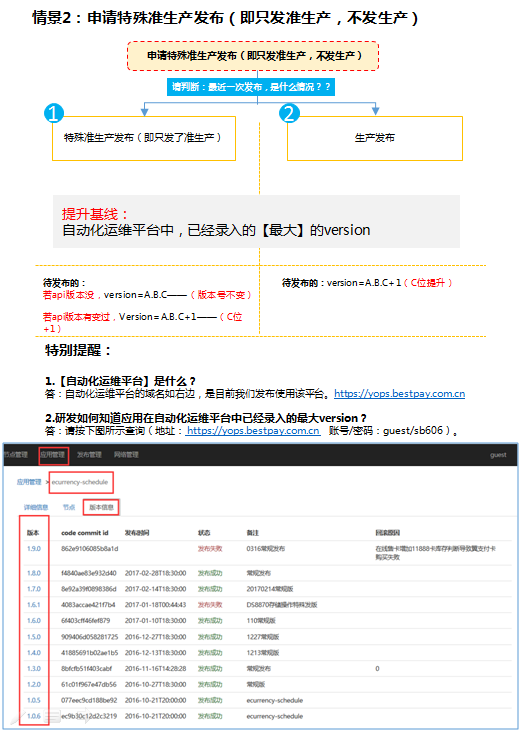 情景2：申请特殊准生产发布（即只发准生产，不发生产）
申请特殊准生产发布（即只发准生产，不发生产）
请判断：最近一次发布，是什么情况？？
1
2
特殊准生产发布（即只发了准生产）
生产发布
提升基线：
自动化运维平台中，已经录入的【最大】的version
待发布的：
若api版本没，version=A.B.C——（版本号不变）
若api版本有变过，Version=A.B.C+1——（C位
+1）
待发布的：version=A.B.C+1（C位提升）
特别提醒：
1.【自动化运维平台】是什么？
答：自动化运维平台的域名如右边，是目前我们发布使用该平台。https://yops.bestpay.com.cn
2.研发如何知道应用在自动化运维平台中已经录入的最大version？
答：请按下图所示查询（地址：https://yops.bestpay.com.cn 账号/密码：guest/sb606）。
节点管理 应用管理 发布管理 网络管理 guest
应用管理 > ecurrency-schedule
详细信息 节点 版本信息
版本 code commit id 发布时间 状态 备注 回滚原因
1.9.0 862e9106085b8a1d 发布失败 0316常规发布 在线售卡增加11888卡库存判断导致翼支付卡
购买失败
1.8.0 f4840ae83e932d40 2017-02-28T18:30:00 发布成功 常规发布
1.7.0 8e92a39f0898386d 2017-02-14T18:30:00 发布成功 20170214常规版
1.6.1 4083accae421f7b4 2017-01-18T00:44:43 发布失败 DS8870存储操作特殊发版
1.6.0 6f403cff46fef879 2017-01-10T18:30:00 发布成功 110常规版
1.5.0 909406d058281725 2016-12-27T18:30:00 发布成功 1227常规版
1.4.0 41885691b02ae1b5 2016-12-13T18:30:00 发布成功 1213常规版
1.3.0 8bfcfb51f403cabf 2016-11-16T14:28:28 发布成功 常规发布 0
1.2.0 61c01f967e47db56 2016-10-27T18:30:00 发布成功 常规版
1.0.5 077eec9cd188be92 2016-10-21T20:00:00 发布成功 ecurrency-schedule
1.0.6 ec9b30c12d2c3219 2016-10-21T20:00:00 发布成功 ecurrency-schedule